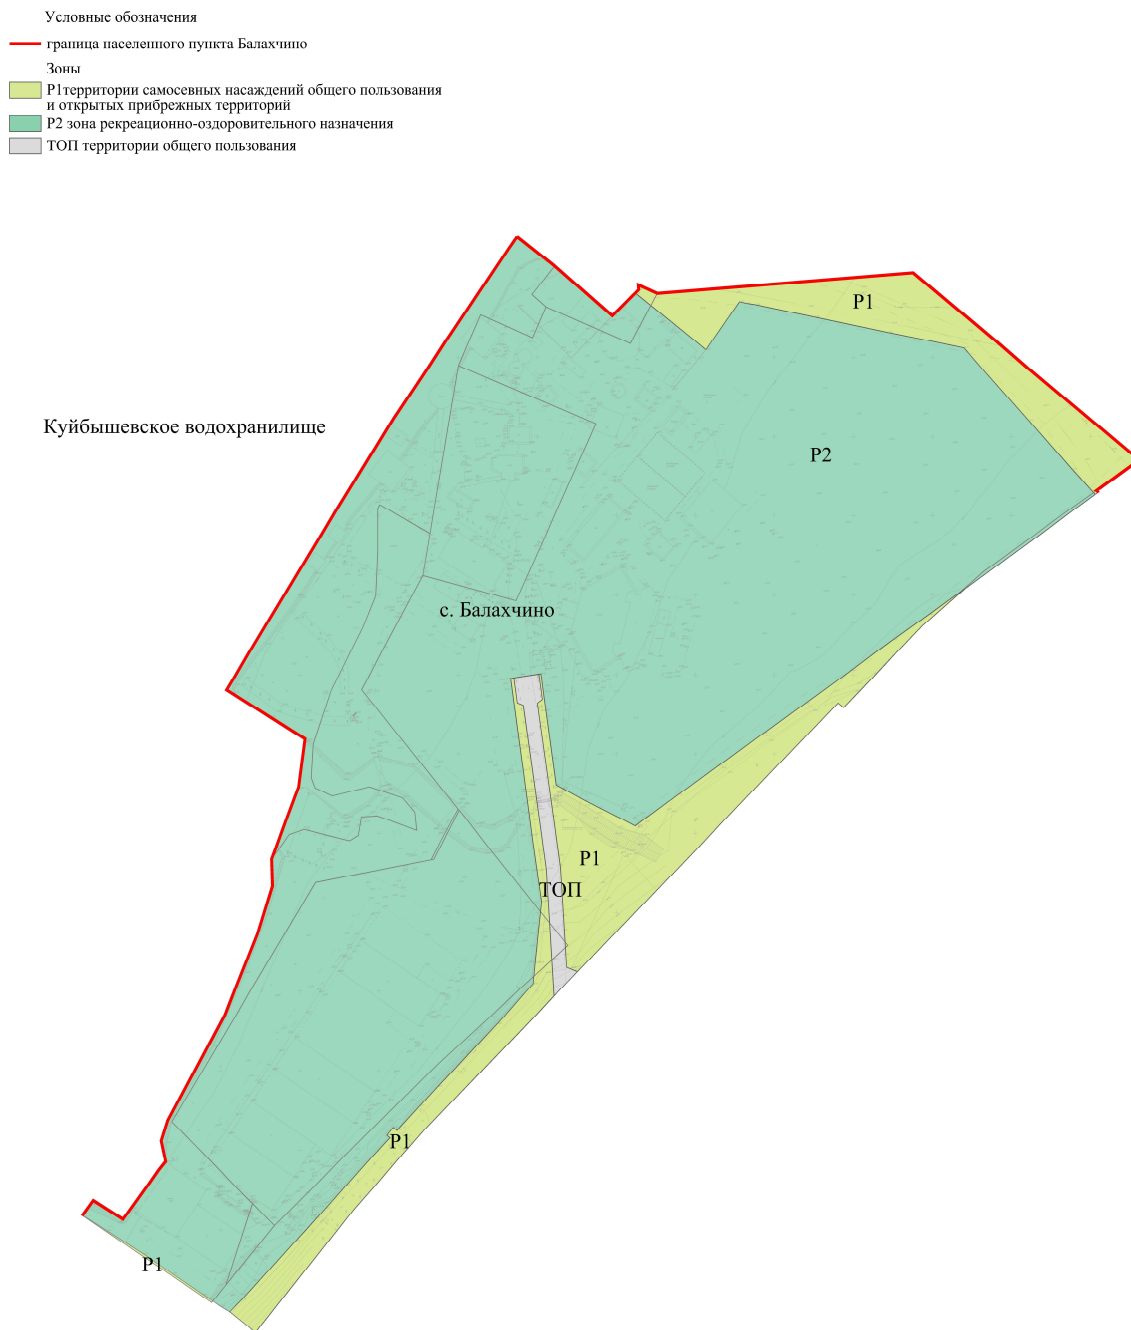 Условные обозначения
граница населенного пункта Балахчино
Зоны
Р1территории самосевных насаждений общего пользования
и открытых прибрежных территорий
Р2 зона рекреационно-оздоровительного назначения
ТОП территории общего пользования
Р1
Куйбышевское водохранилище
Р2
с. Балахчино
Р1
ТОП
Р1
Р1